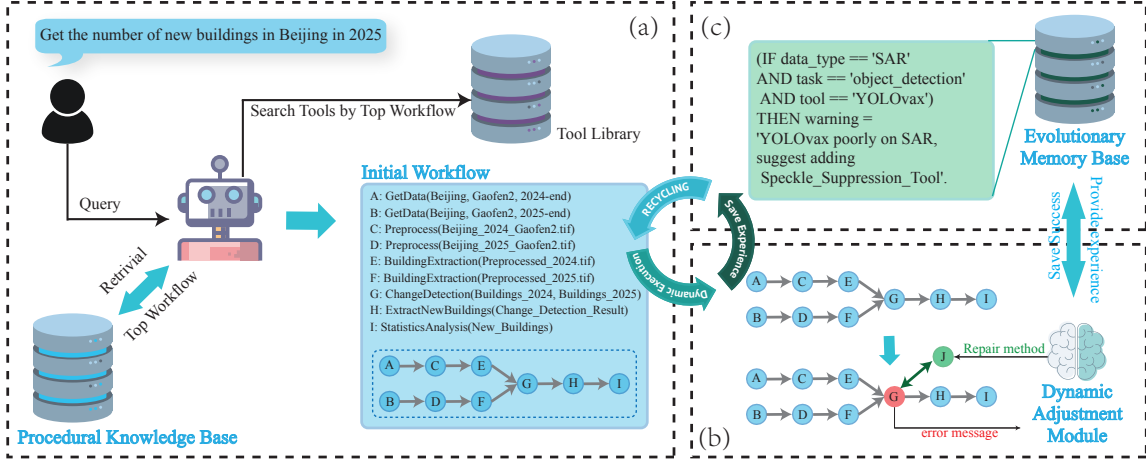 (a)
Get the number of new buildings in Beijing in 2025
Search Tools by Top Workflow
Tool Library
Query
Retrivial
Top Workflow
Procedural Knowledge Base
Initial Workflow
A: GetData(Beijing, Gaofen2, 2024-end)
B: GetData(Beijing, Gaofen2, 2025-end)
C: Preprocess(Beijing_2024_Gaofen2.tif)
D: Preprocess(Beijing_2025_Gaofen2.tif)
E: BuildingExtraction(Preprocessed_2024.tif)
F: BuildingExtraction(Preprocessed_2025.tif)
G: ChangeDetection(Buildings_2024, Buildings_2025)
H: ExtractNewBuildings(Change_Detection_Result)
I: StatisticsAnalysis(New_Buildings)
A C E
G H I
B D F
RECYCLING
Dynamic Execution
Save Experience
(c)
(IF data_type == 'SAR'
AND task == 'object_detection'
AND tool == 'YOLOvax')
THEN warning =
'YOLOvax poorly on SAR,
suggest adding
Speckle_Suppression_Tool'.
Evolutionary
Memory Base
Save Success
Provide experience
A C E
G H I
B D F
J
Repair method
A C E
G H I
B D F
error message
Dynamic
Adjustment
Module
(b)